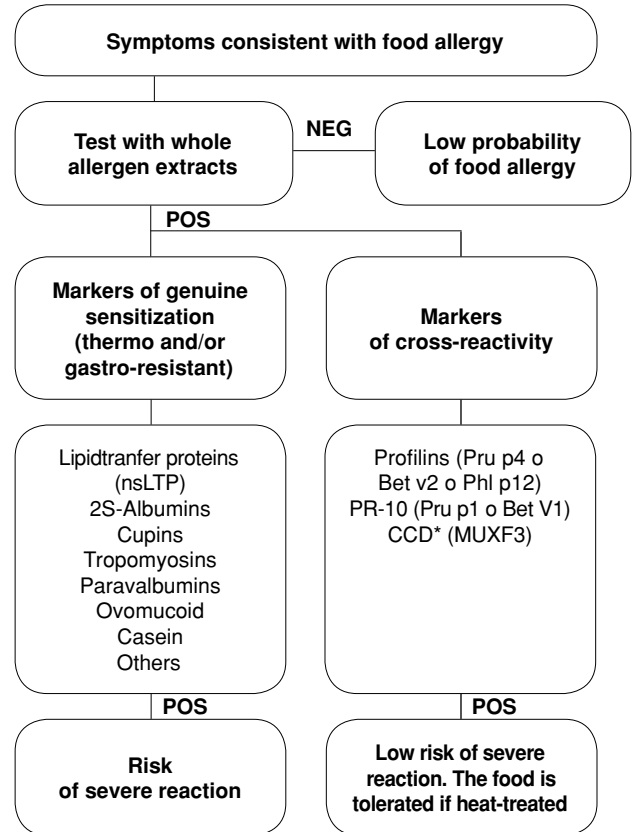 Symptoms consistent with food allergy
Test with whole
allergen extracts
NEG
Low probability
of food allergy
POS
Markers of genuine
sensitization
(thermo and/or
gastro-resistant)
Markers
of cross-reactivity
Lipidtranfer proteins
(nsLTP)
2S-Albumins
Cupins
Tropomyosins
Paravalbumins
Ovomucoid
Casein
Others
Profilins (Pru p4 o
Bet v2 o Phl p12)
PR-10 (Pru p1 o Bet V1)
CCD* (MUXF3)
POS
POS
Risk
of severe reaction
Low risk of severe
reaction. The food is
tolerated if heat-treated